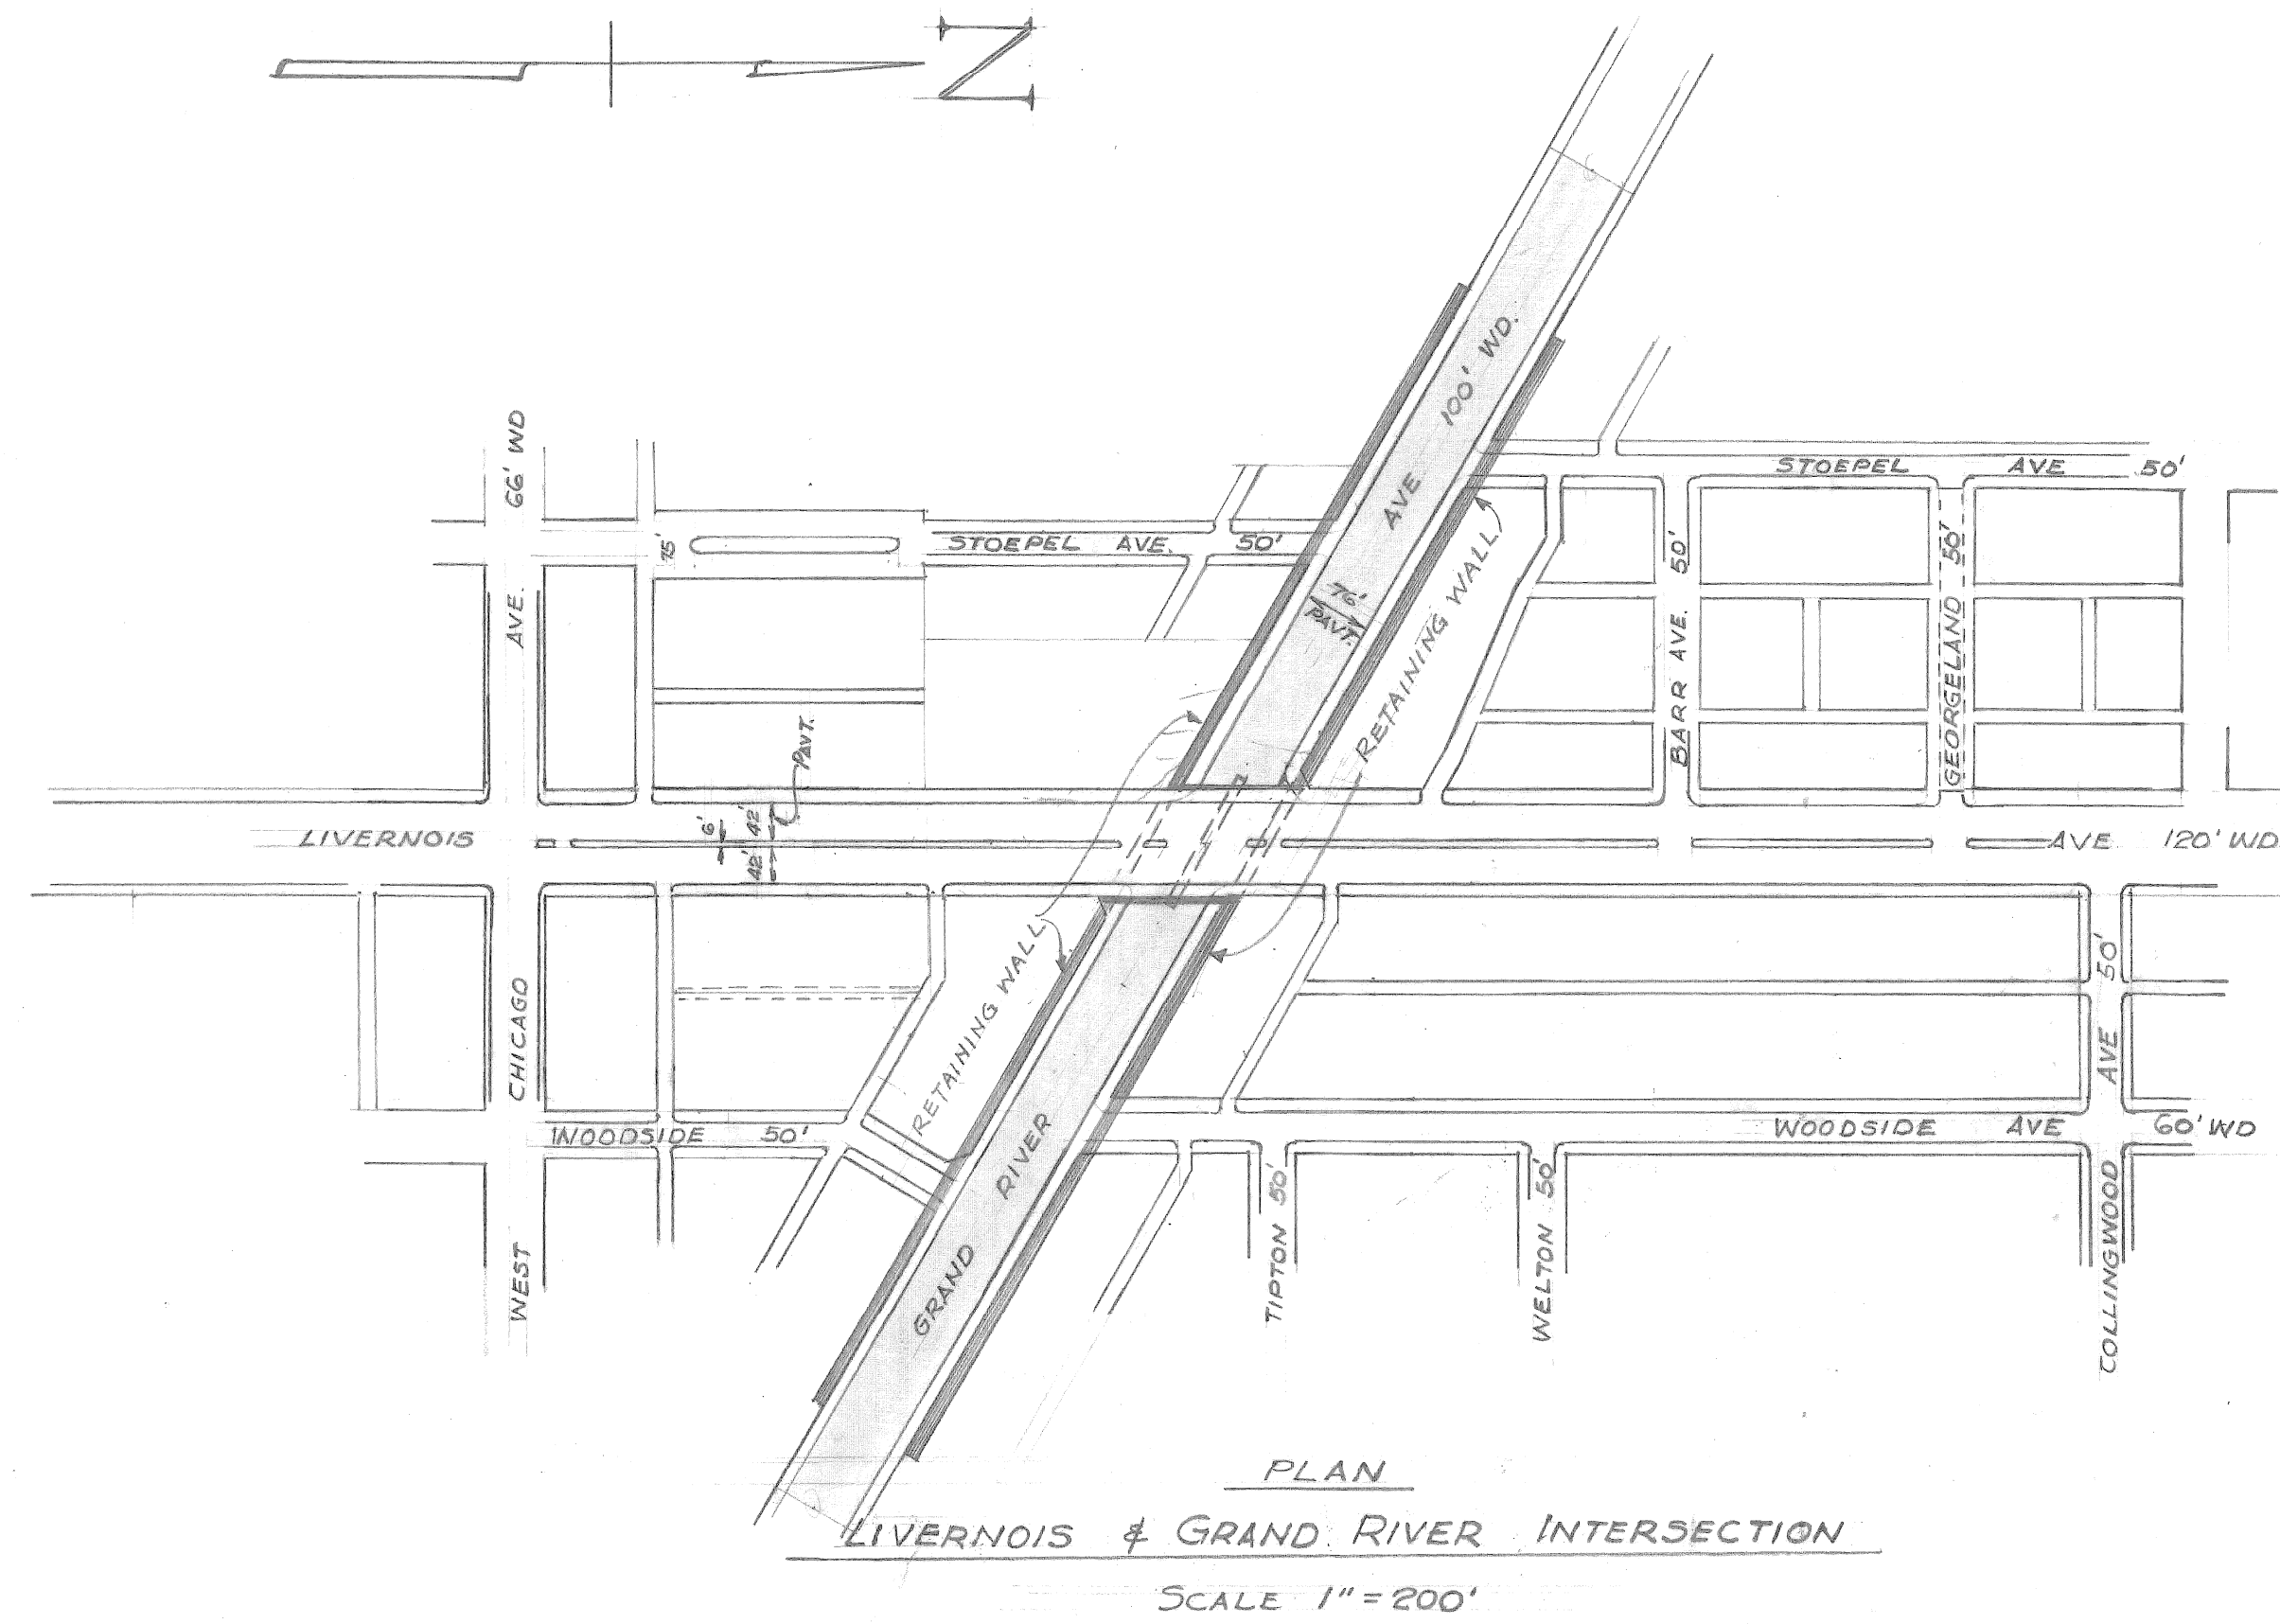 N
66' WD
AVE.
CHICAGO
WEST
STOEPEL AVE. 50'
75'
PAVT.
6'
42'
42'
LIVERNOIS
AVE 120' WD
AVE 100' WD.
76'
PAVT.
RETAINING WALL
RETAINING WALL
GRAND RIVER
STOEPEL AVE 50'
BARR AVE. 50'
GEORGELAND 50'
WOODSIDE 50'
WOODSIDE AVE 60' WD
TIPTON 50'
WELTON 50'
COLLINGWOOD AVE 50'
PLAN
LIVERNOIS & GRAND RIVER INTERSECTION
SCALE 1" = 200'